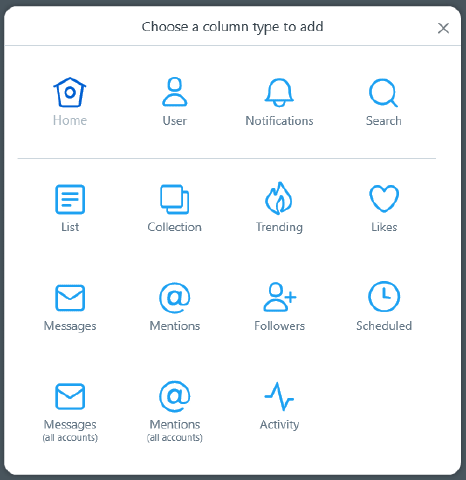 Choose a column type to add
Home User Notifications Search
List Collection Trending Likes
Messages Mentions Followers Scheduled
Messages Mentions Activity
(all accounts) (all accounts)